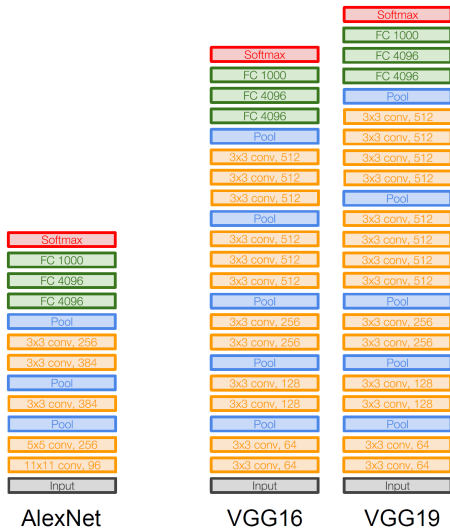 Softmax
FC 1000
FC 4096
FC 4096
Pool
3x3 conv, 256
3x3 conv, 384
Pool
3x3 conv, 384
Pool
5x5 conv, 256
11x11 conv, 96
Input
AlexNet
Softmax
FC 1000
FC 4096
FC 4096
Pool
3x3 conv, 512
3x3 conv, 512
3x3 conv, 512
Pool
3x3 conv, 512
3x3 conv, 512
3x3 conv, 512
Pool
3x3 conv, 256
3x3 conv, 256
Pool
3x3 conv, 128
3x3 conv, 128
Pool
3x3 conv, 64
3x3 conv, 64
Input
VGG16
Softmax
FC 1000
FC 4096
FC 4096
Pool
3x3 conv, 512
3x3 conv, 512
3x3 conv, 512
3x3 conv, 512
Pool
3x3 conv, 512
3x3 conv, 512
3x3 conv, 512
3x3 conv, 512
Pool
3x3 conv, 256
3x3 conv, 256
Pool
3x3 conv, 128
3x3 conv, 128
Pool
3x3 conv, 64
3x3 conv, 64
Input
VGG19